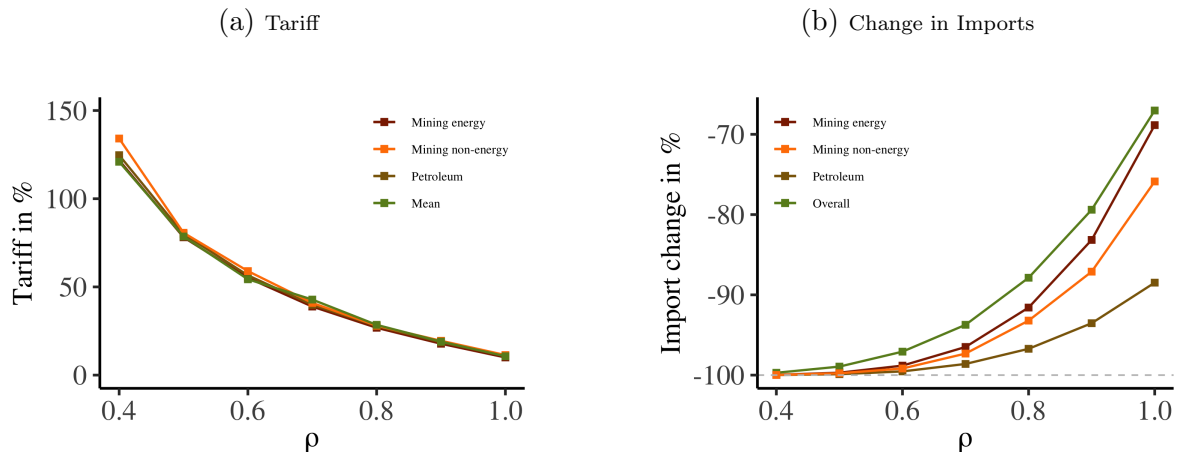 (a) Tariff
Tariff in %
150
100
50
0
Mining energy
Mining non-energy
Petroleum
Mean
0.4 0.6 0.8 1.0
ρ
(b) Change in Imports
Import change in %
-70
-80
-90
-100
Mining energy
Mining non-energy
Petroleum
Overall
0.4 0.6 0.8 1.0
ρ